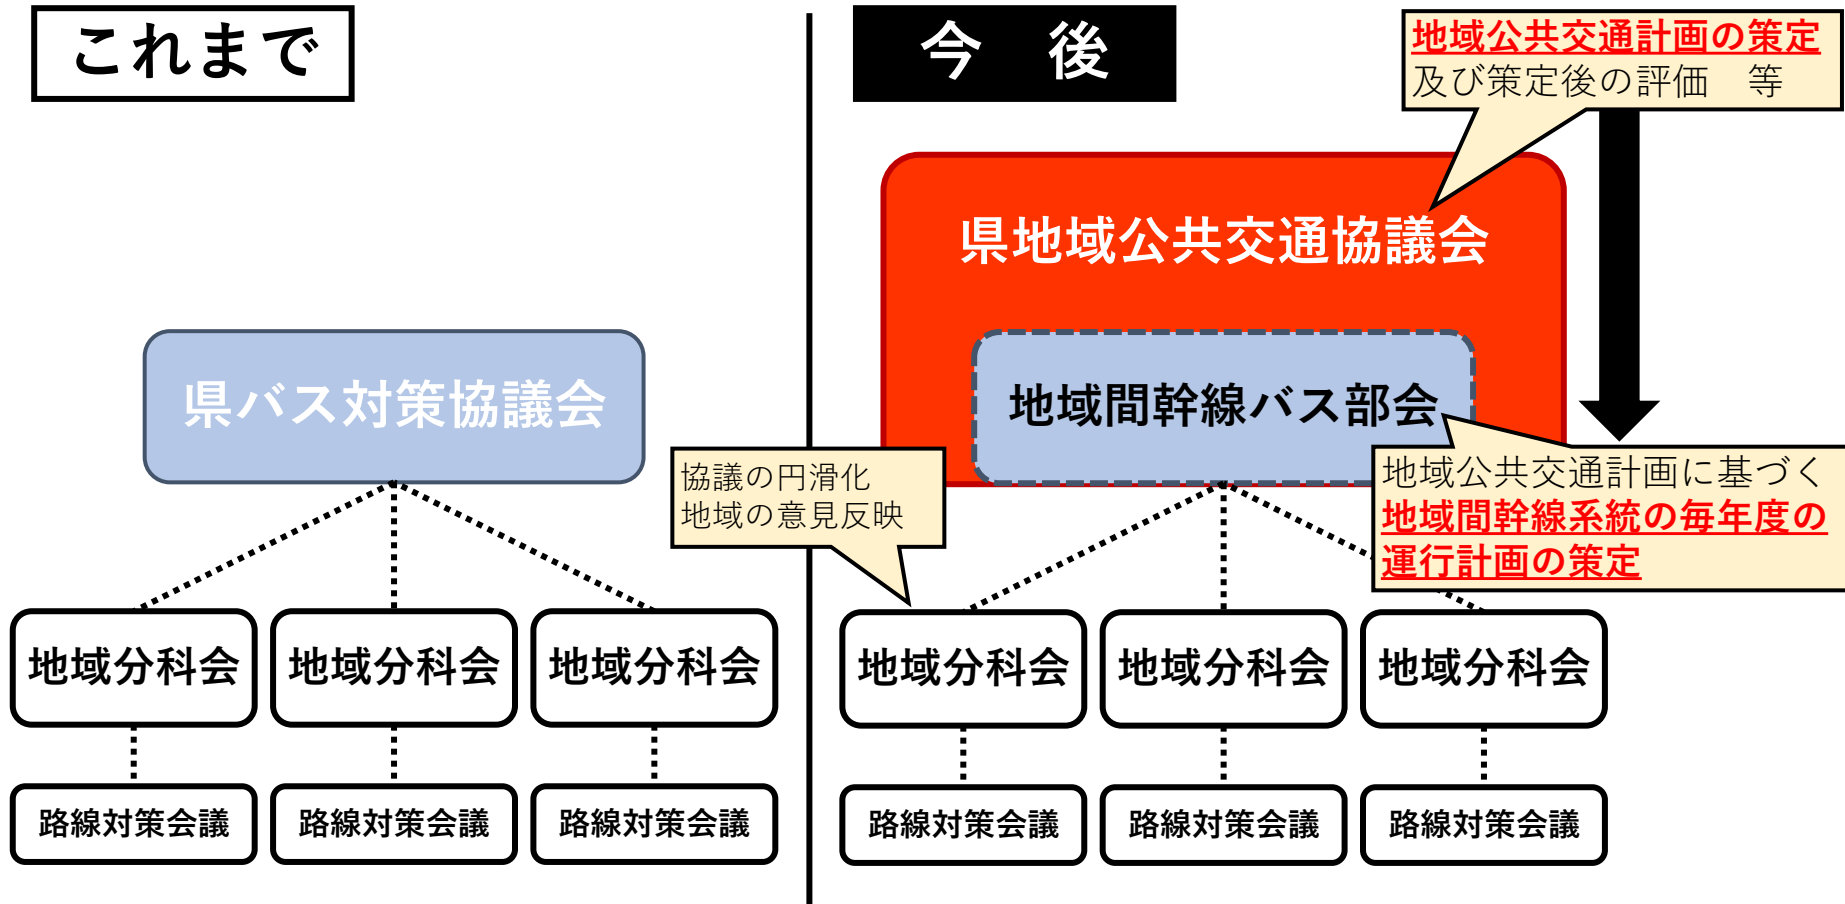 これまで
県バス対策協議会
地域分科会
地域分科会
地域分科会
路線対策会議
路線対策会議
路線対策会議
今　後
地域公共交通計画の策定
及び策定後の評価　等
県地域公共交通協議会
地域間幹線バス部会
協議の円滑化
地域の意見反映
地域公共交通計画に基づく
地域間幹線系統の毎年度の
運行計画の策定
地域分科会
地域分科会
地域分科会
路線対策会議
路線対策会議
路線対策会議